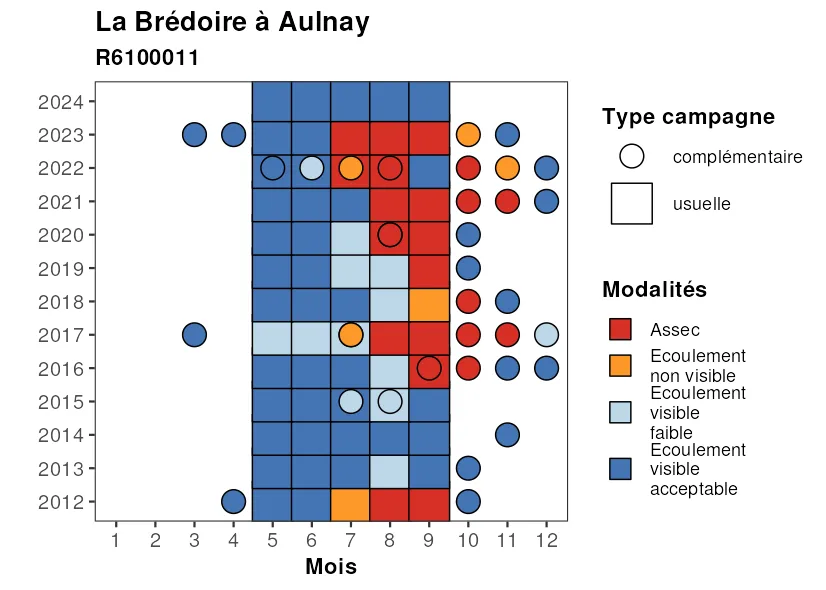 La Brédoire à Aulnay
R6100011
2024
2023
2022
2021
2020
2019
2018
2017
2016
2015
2014
2013
2012
1 2 3 4 5 6 7 8 9 10 11 12
Mois
Type campagne
complémentaire
usuelle
Modalités
Assec
Ecoulement
non visible
Ecoulement
visible
faible
Ecoulement
visible
acceptable